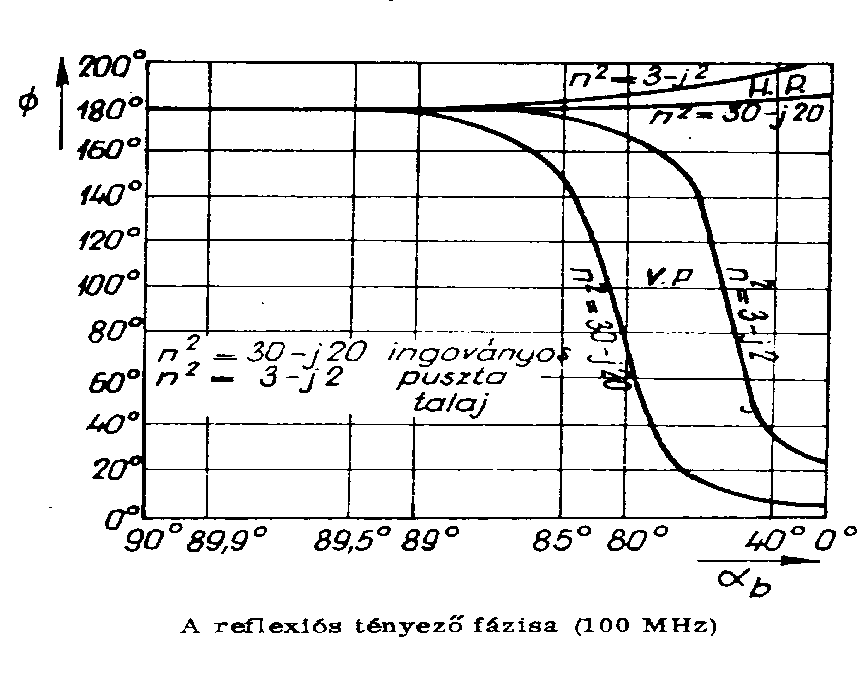 ϕ
200°
180°
160°
140°
120°
100°
80°
60°
40°
20°
0°
n² = 3-j2
H.P.
n² = 30-j20
V.P
n² = 30-j20
n² = 3-j2
n² = 30-j20 ingoványos
n² = 3-j2 puszta
talaj
90° 89,9° 89,5° 89° 85° 80° 40° 0°
αb
A reflexiós tényező fázisa (100 MHz)